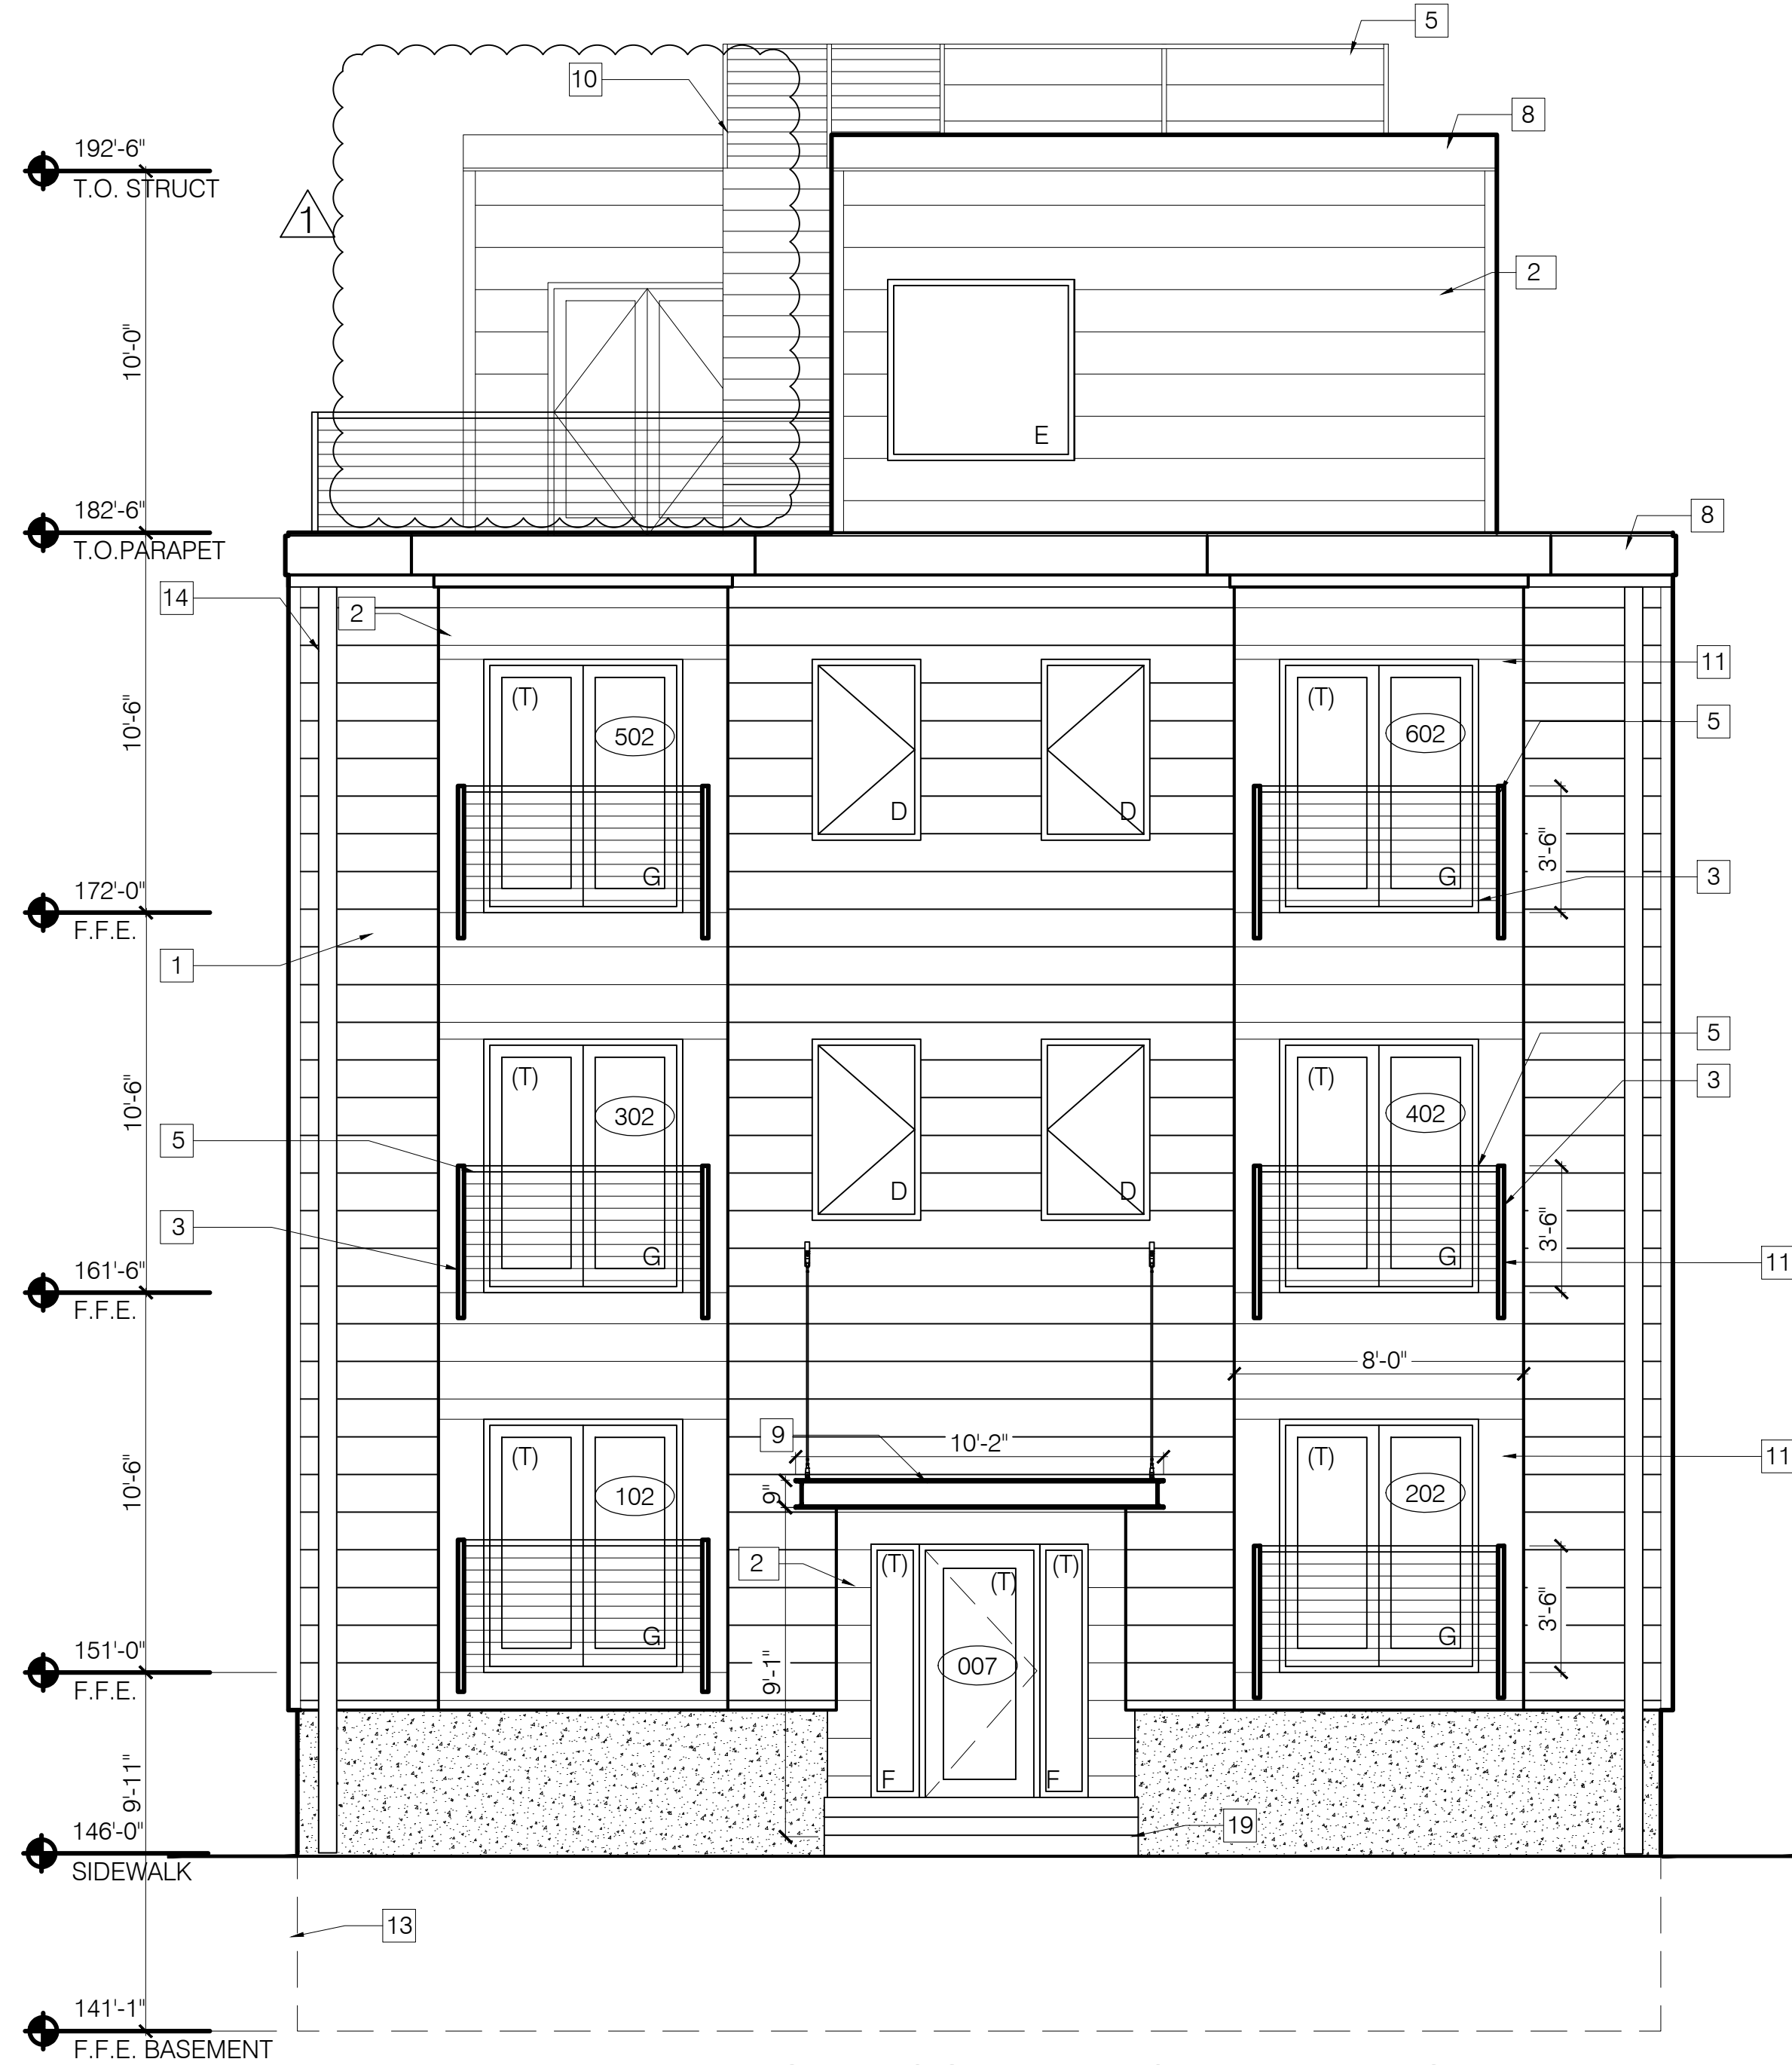 5
10
8
192'-6"
T.O. STRUCT
1
2
10'-0"
E
182'-6"
T.O.PARAPET
8
14
2
11
(T)
502
(T)
602
5
10'-6"
D
D
3'-6"
G
G
3
172'-0"
F.F.E.
1
5
(T)
302
(T)
402
3
10'-6"
5
D
D
3'-6"
3
G
G
11
161'-6"
F.F.E.
8'-0"
9
10'-2"
(T)
(T)
11
10'-6"
102
9"
202
2
(T)
(T)
(T)
3'-6"
G
G
151'-0"
F.F.E.
9'-1"
007
F
F
9'-11"
146'-0"
SIDEWALK
19
13
141'-1"
F.F.E. BASEMENT